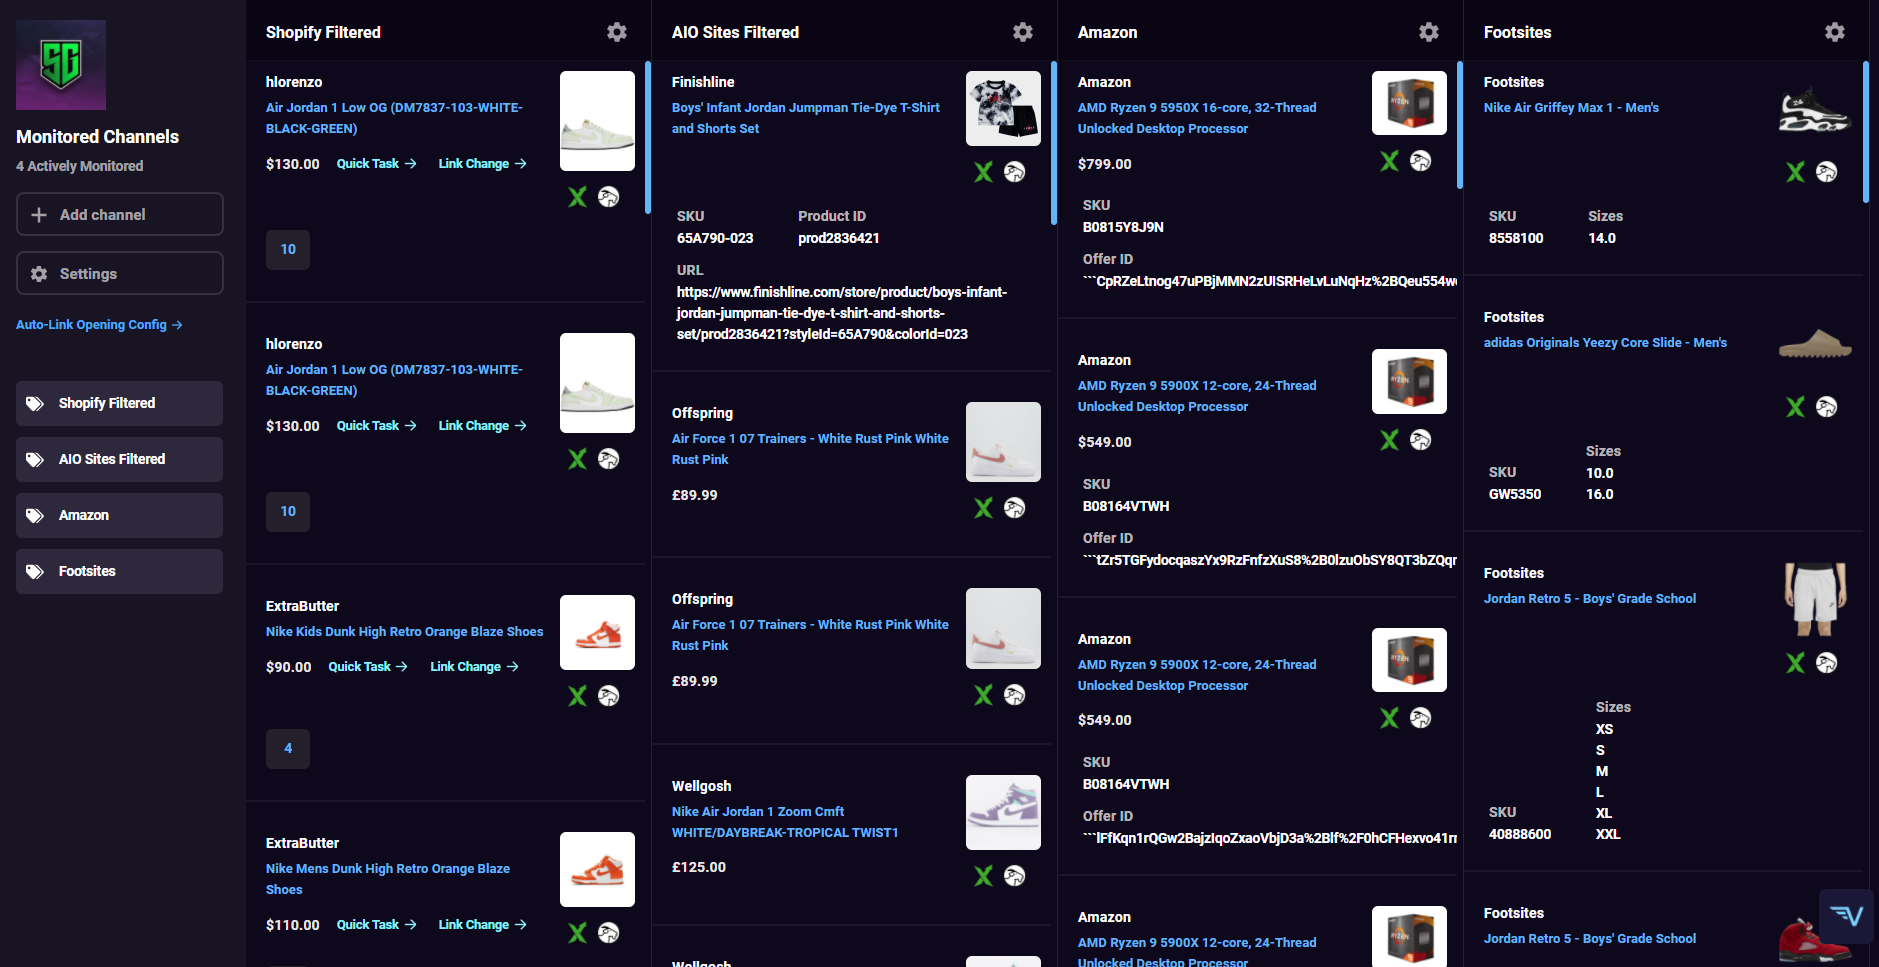 SG
Monitored Channels
4 Actively Monitored
Add channel
Settings
Auto-Link Opening Config →
Shopify Filtered
AIO Sites Filtered
Amazon
Footsites
Shopify Filtered
hlorenzo
Air Jordan 1 Low OG (DM7837-103-WHITE-
BLACK-GREEN)
$130.00 Quick Task → Link Change →
10
hlorenzo
Air Jordan 1 Low OG (DM7837-103-WHITE-
BLACK-GREEN)
$130.00 Quick Task → Link Change →
10
ExtraButter
Nike Kids Dunk High Retro Orange Blaze Shoes
$90.00 Quick Task → Link Change →
4
ExtraButter
Nike Mens Dunk High Retro Orange Blaze
Shoes
$110.00 Quick Task → Link Change →
AIO Sites Filtered
Finishline
Boys' Infant Jordan Jumpman Tie-Dye T-Shirt
and Shorts Set
SKU Product ID
65A790-023 prod2836421
URL
https://www.finishline.com/store/product/boys-infant-
jordan-jumpman-tie-dye-t-shirt-and-shorts-
set/prod2836421?styleId=65A790&colorId=023
Offspring
Air Force 1 07 Trainers - White Rust Pink White
Rust Pink
£89.99
Offspring
Air Force 1 07 Trainers - White Rust Pink White
Rust Pink
£89.99
Wellgosh
Nike Air Jordan 1 Zoom Cmft
WHITE/DAYBREAK-TROPICAL TWIST1
£125.00
Wellgosh
Amazon
Amazon
AMD Ryzen 9 5950X 16-core, 32-Thread
Unlocked Desktop Processor
$799.00
SKU
B0815Y8J9N
Offer ID
```CpRZeLtnog47uPBjMMN2zUISRHeLvLuNqHz%2BQeu554w
Amazon
AMD Ryzen 9 5900X 12-core, 24-Thread
Unlocked Desktop Processor
$549.00
SKU
B08164VTWH
Offer ID
```tZr5TGFydocqaszYx9RzFnfzXuS8%2B0lzuObSY8QT3bZQqr
Amazon
AMD Ryzen 9 5900X 12-core, 24-Thread
Unlocked Desktop Processor
$549.00
SKU
B08164VTWH
Offer ID
```lFfKqn1rQGw2BajzIqoZxaoVbjD3a%2Blf%2F0hCFHexvo41rr
Amazon
AMD Ryzen 9 5900X 12-core, 24-Thread
Unlocked Desktop Processor
Footsites
Footsites
Nike Air Griffey Max 1 - Men's
SKU Sizes
8558100 14.0
Footsites
adidas Originals Yeezy Core Slide - Men's
Sizes
SKU 10.0
GW5350 16.0
Footsites
Jordan Retro 5 - Boys' Grade School
Sizes
XS
S
M
L
SKU XL
40888600 XXL
Footsites
Jordan Retro 5 - Boys' Grade School